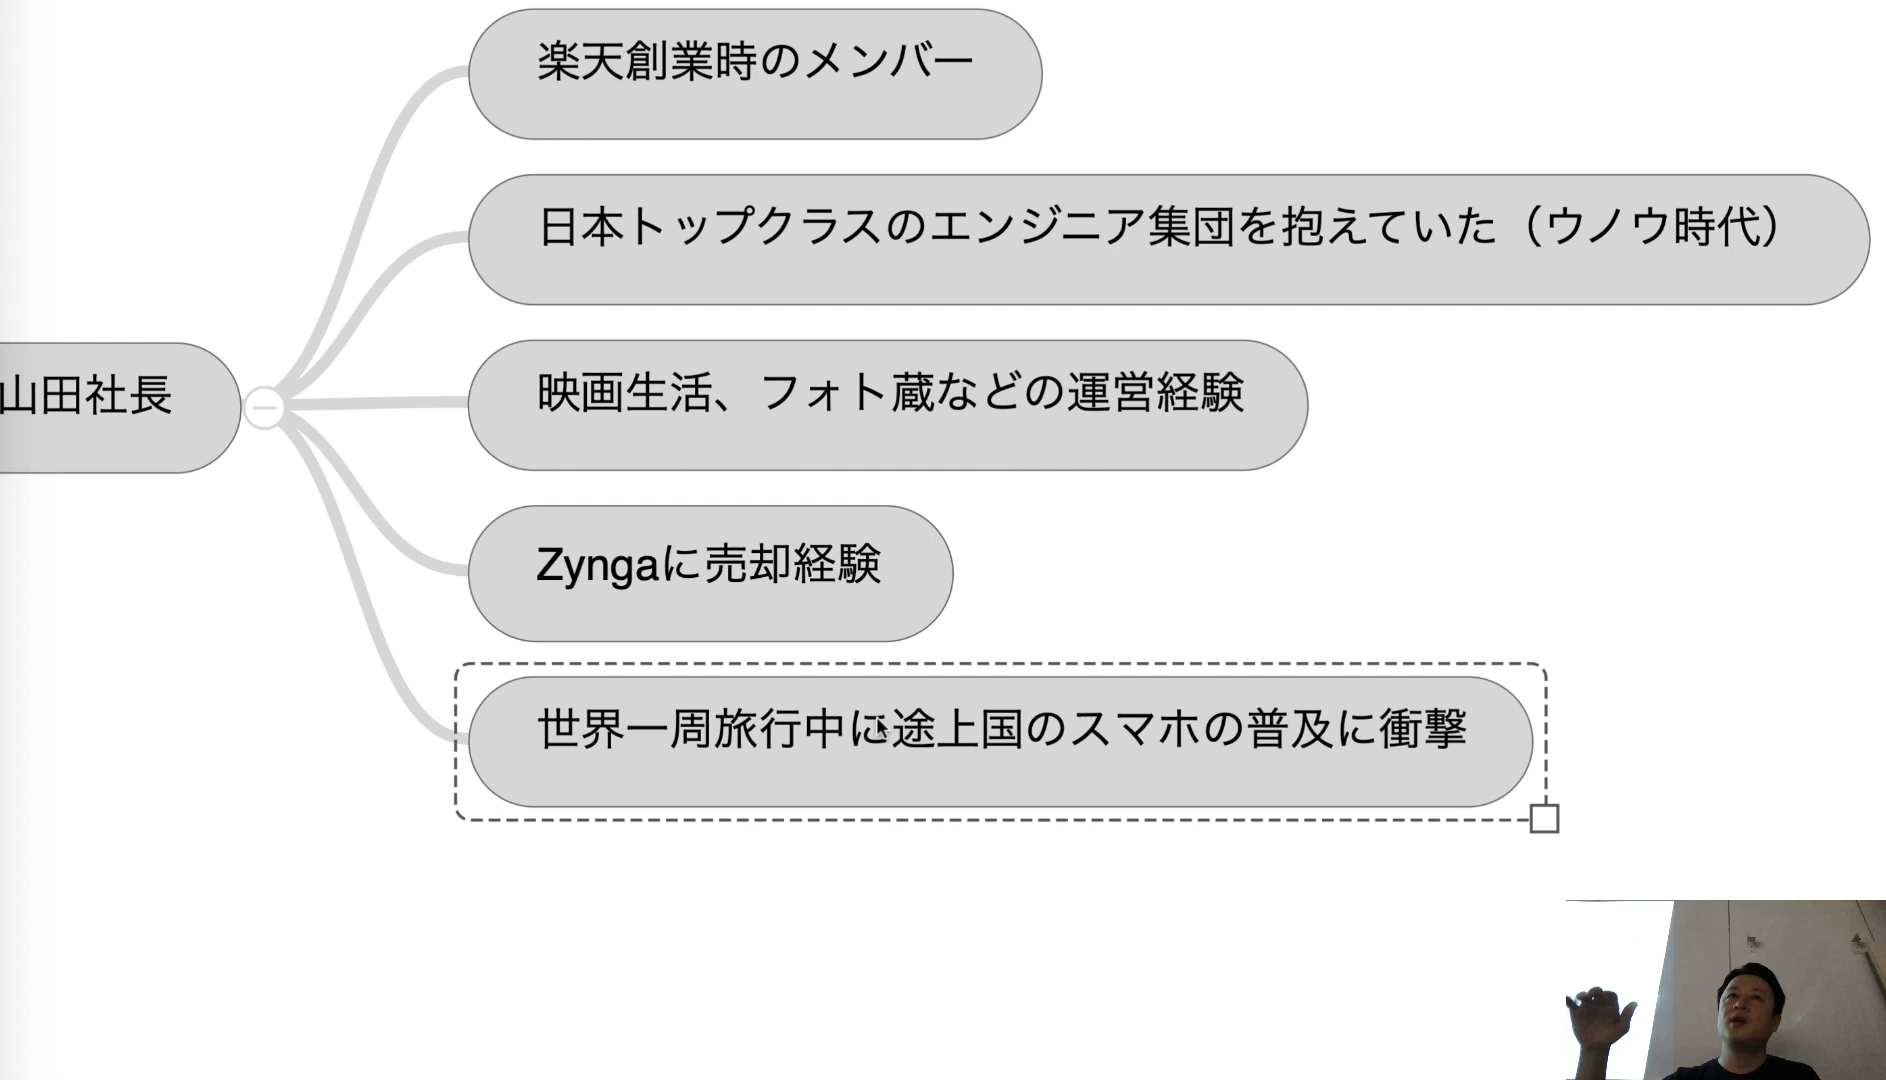 楽天創業時のメンバー
日本トップクラスのエンジニア集団を抱えていた（ウノウ時代）
山田社長
映画生活、フォト蔵などの運営経験
Zyngaに売却経験
世界一周旅行中に途上国のスマホの普及に衝撃